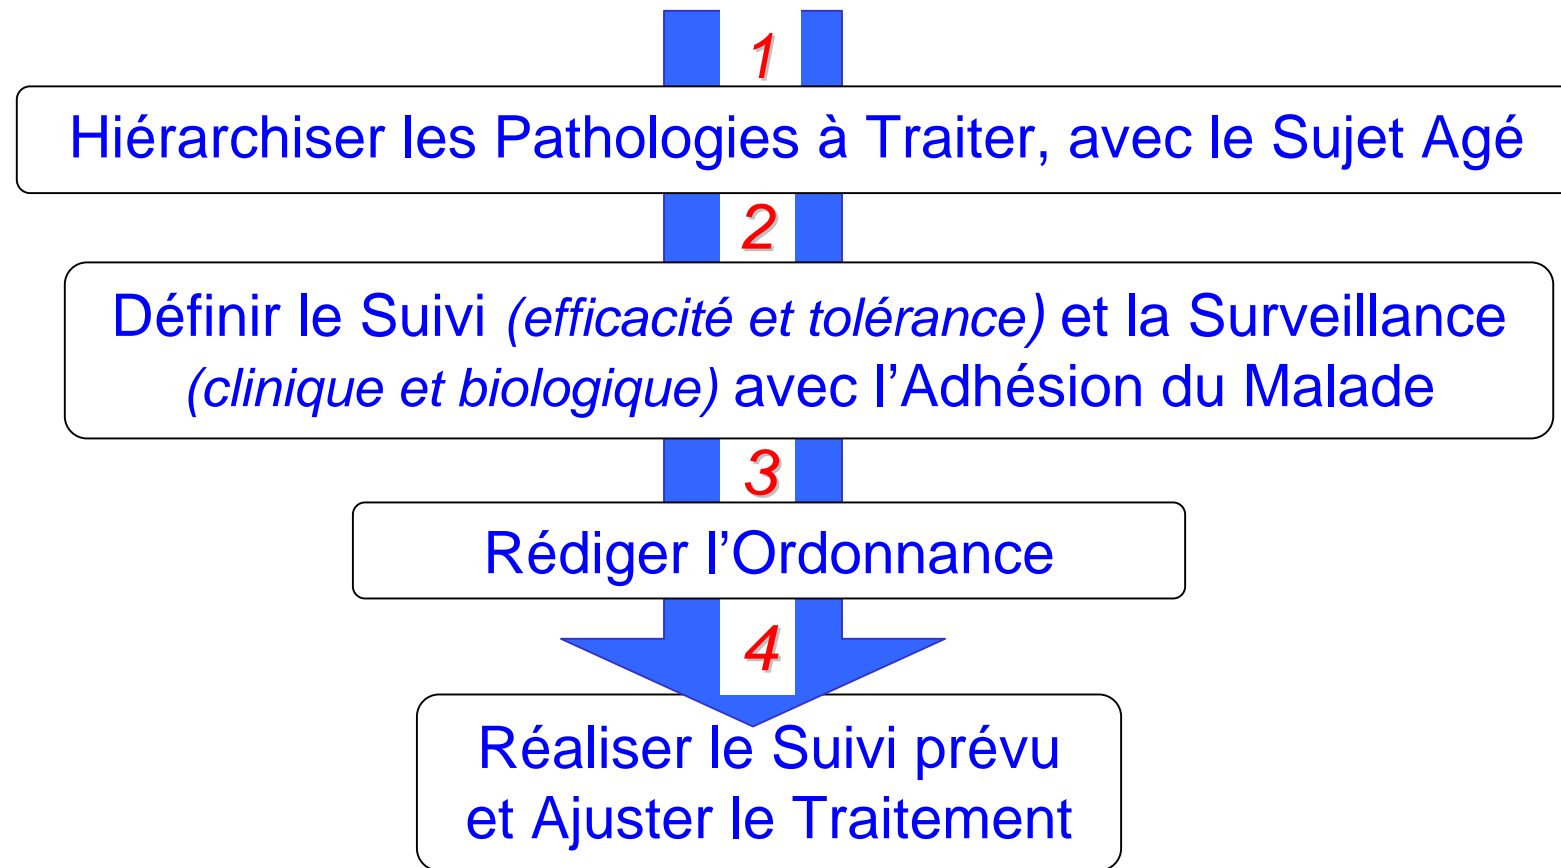 1
Hiérarchiser les Pathologies à Traiter, avec le Sujet Agé
2
Définir le Suivi (efficacité et tolérance) et la Surveillance
(clinique et biologique) avec l’Adhésion du Malade
3
Rédiger l’Ordonnance
4
Réaliser le Suivi prévu
et Ajuster le Traitement